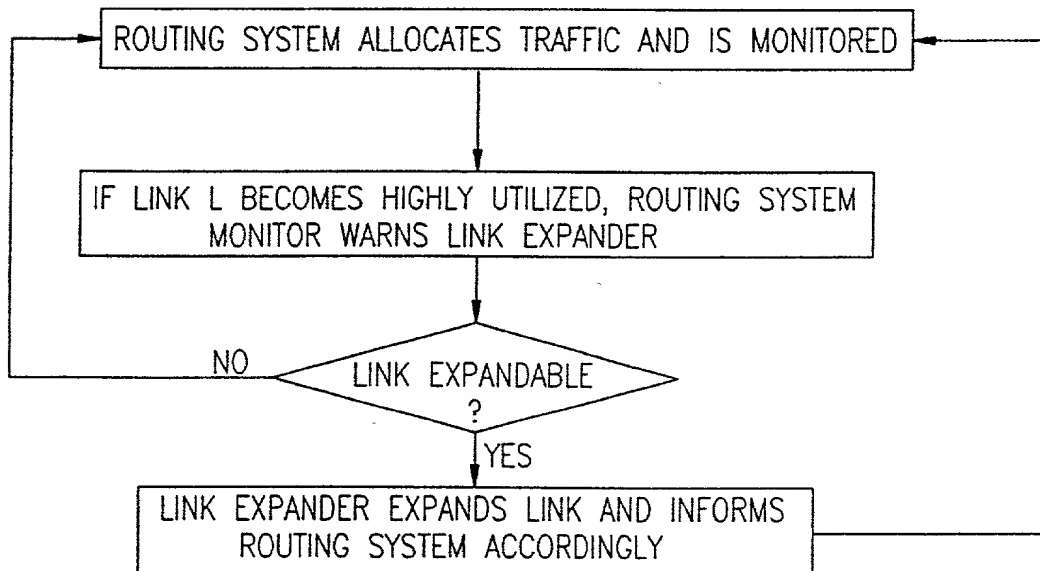 ROUTING SYSTEM ALLOCATES TRAFFIC AND IS MONITORED
IF LINK L BECOMES HIGHLY UTILIZED, ROUTING SYSTEM
MONITOR WARNS LINK EXPANDER
NO
LINK EXPANDABLE
?
YES
LINK EXPANDER EXPANDS LINK AND INFORMS
ROUTING SYSTEM ACCORDINGLY